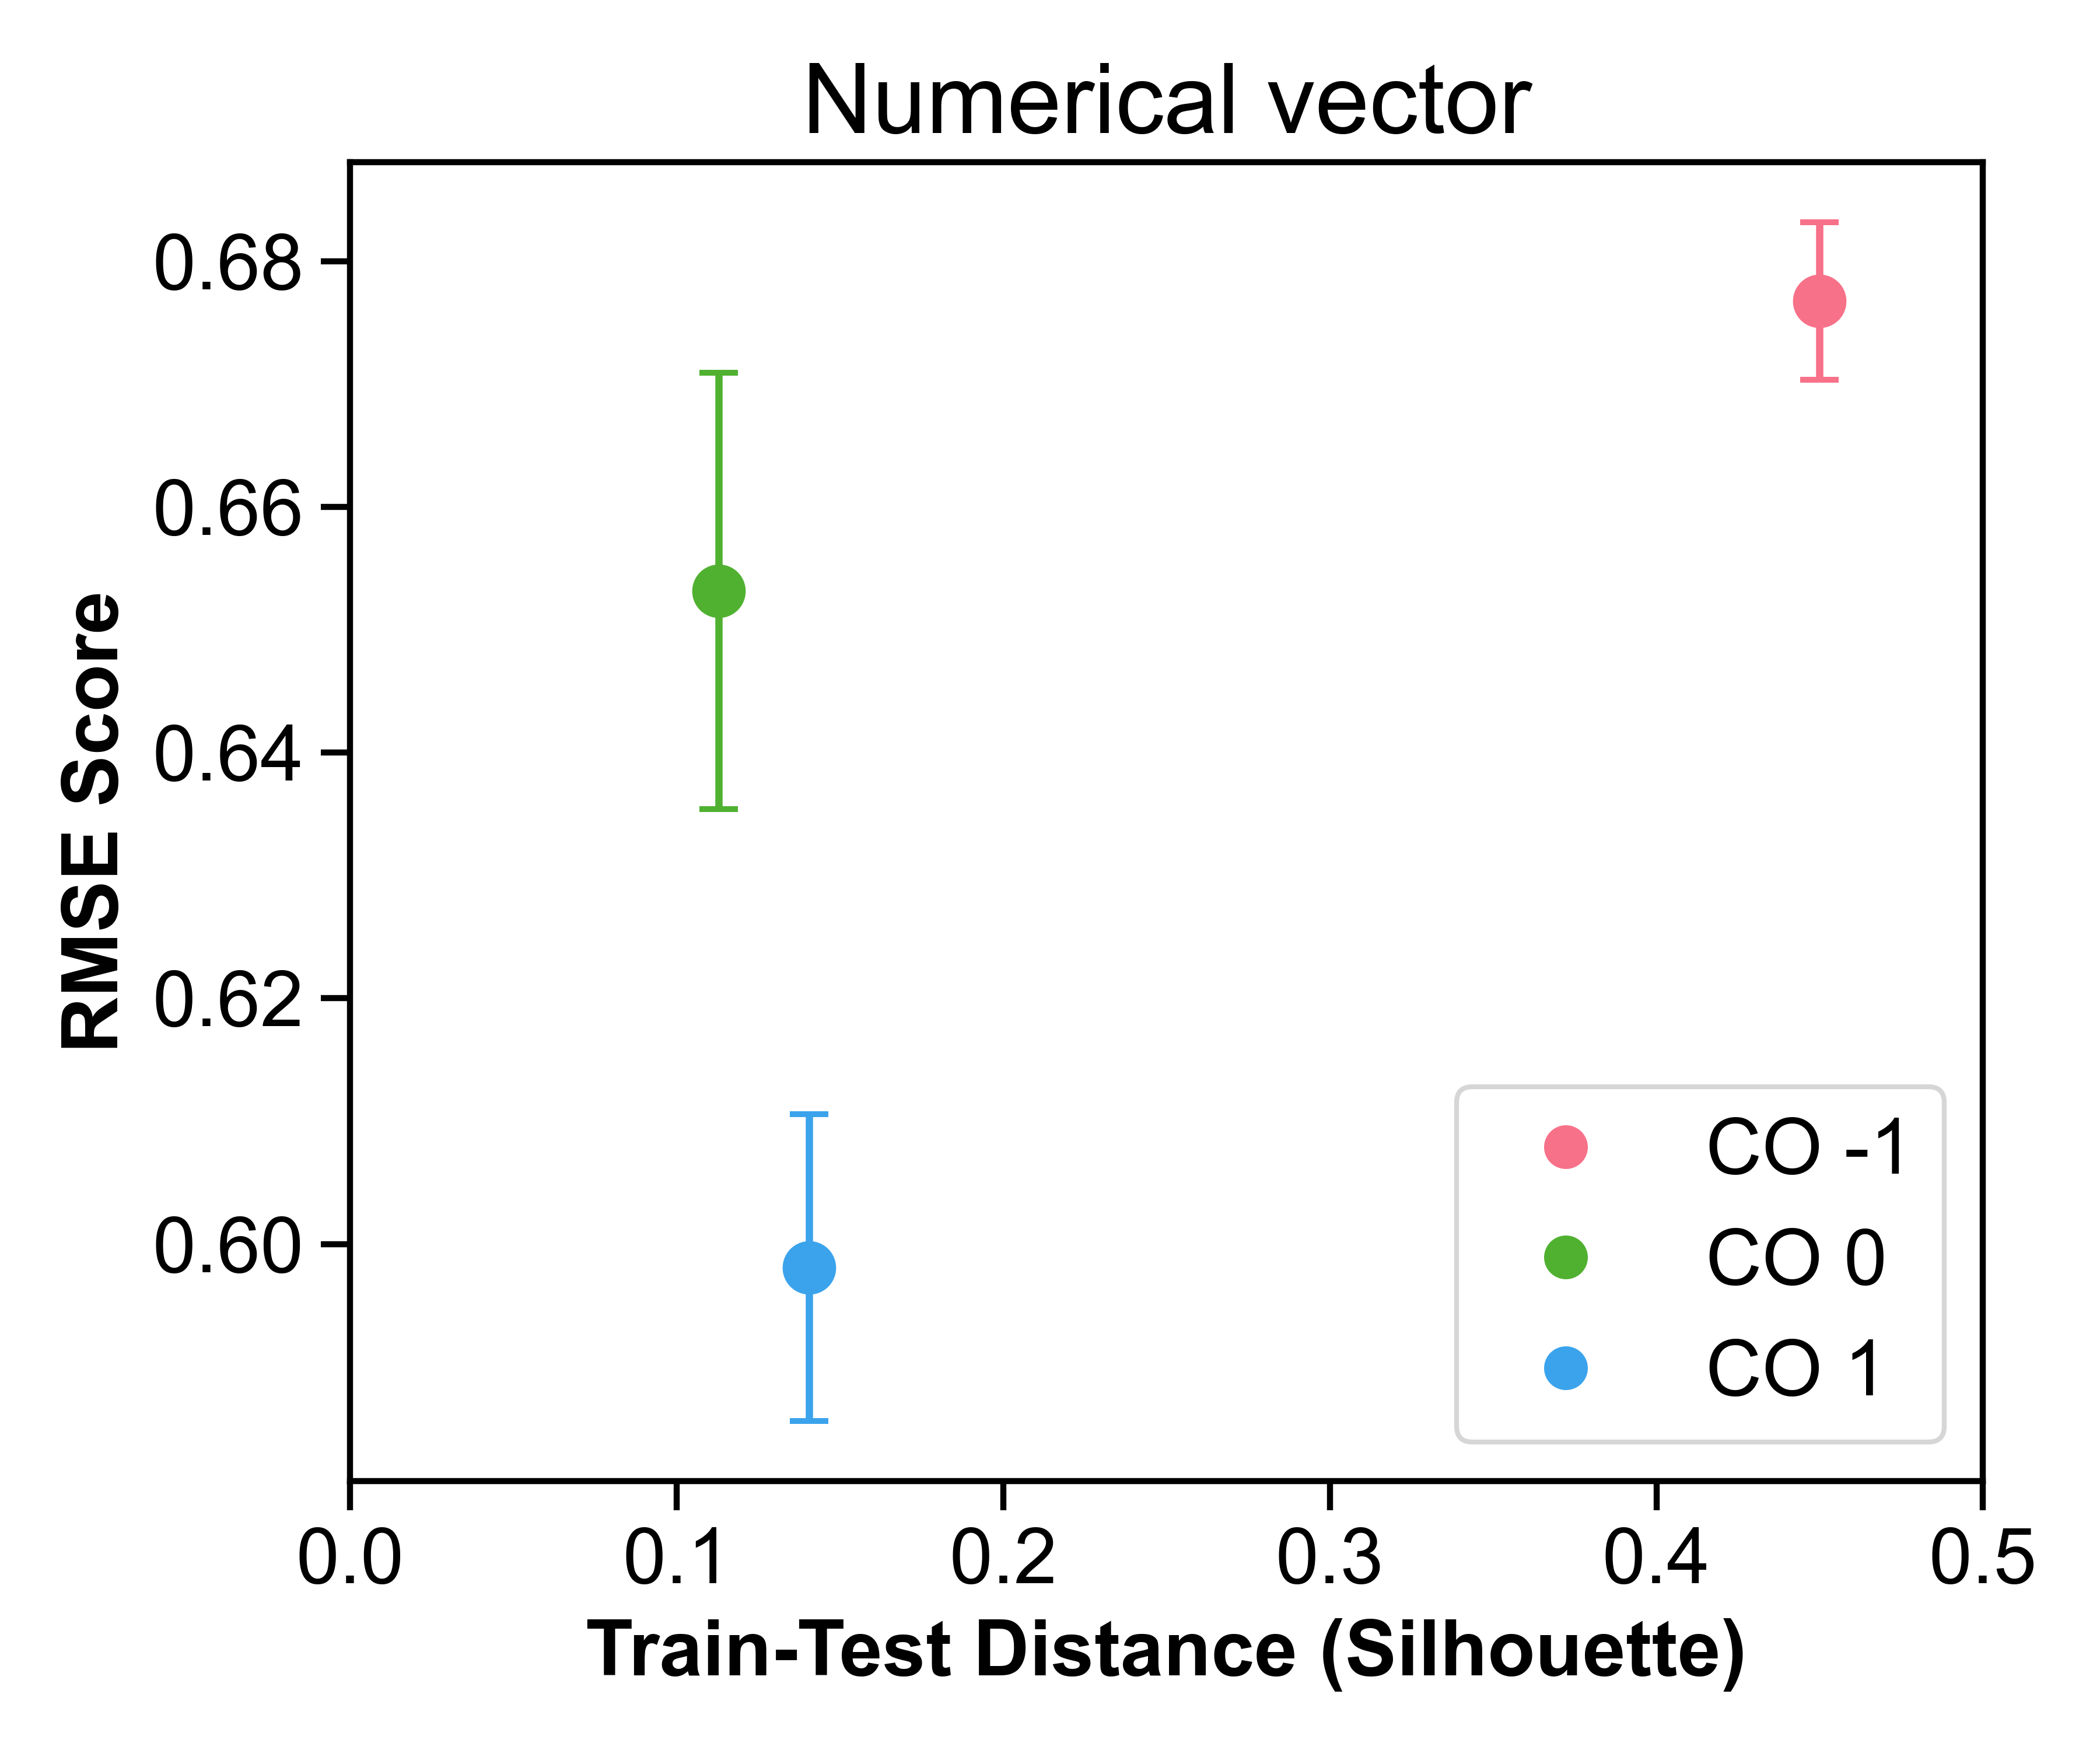 Numerical vector
RMSE Score
0.68
0.66
0.64
0.62
0.60
CO -1
CO 0
CO 1
0.0 0.1 0.2 0.3 0.4 0.5
Train-Test Distance (Silhouette)